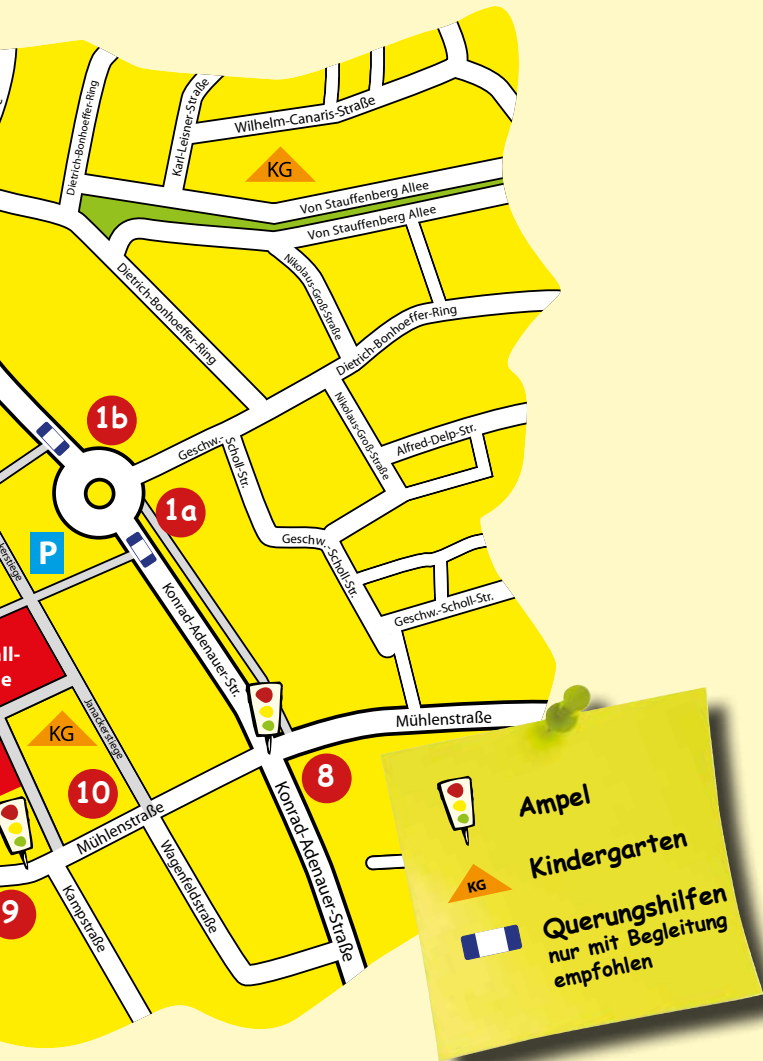 Dietrich-Bonhoeffer-Ring
Karl-Leisner-Straße
Wilhelm-Canaris-Straße
KG
Von Stauffenberg Allee
Von Stauffenberg Allee
Nikolaus-Groß-Straße
Dietrich-Bonhoeffer-Ring
Dietrich-Bonhoeffer-Ring
1b
Geschw.-
Scholl-Str.
Nikolaus-Groß-Straße
Alfred-Delp-Str.
1a
P
Geschw.-Scholl-Str.
Konrad-Adenauer-Str.
Geschw.-Scholl-Str.
all-
e
KG
Janackerstiege
Mühlenstraße
8
10
Mühlenstraße
Konrad-Adenauer-Straße
Wagenfeldstraße
Kampstraße
9
Ampel
KG
Kindergarten
Querungshilfen
nur mit Begleitung
empfohlen